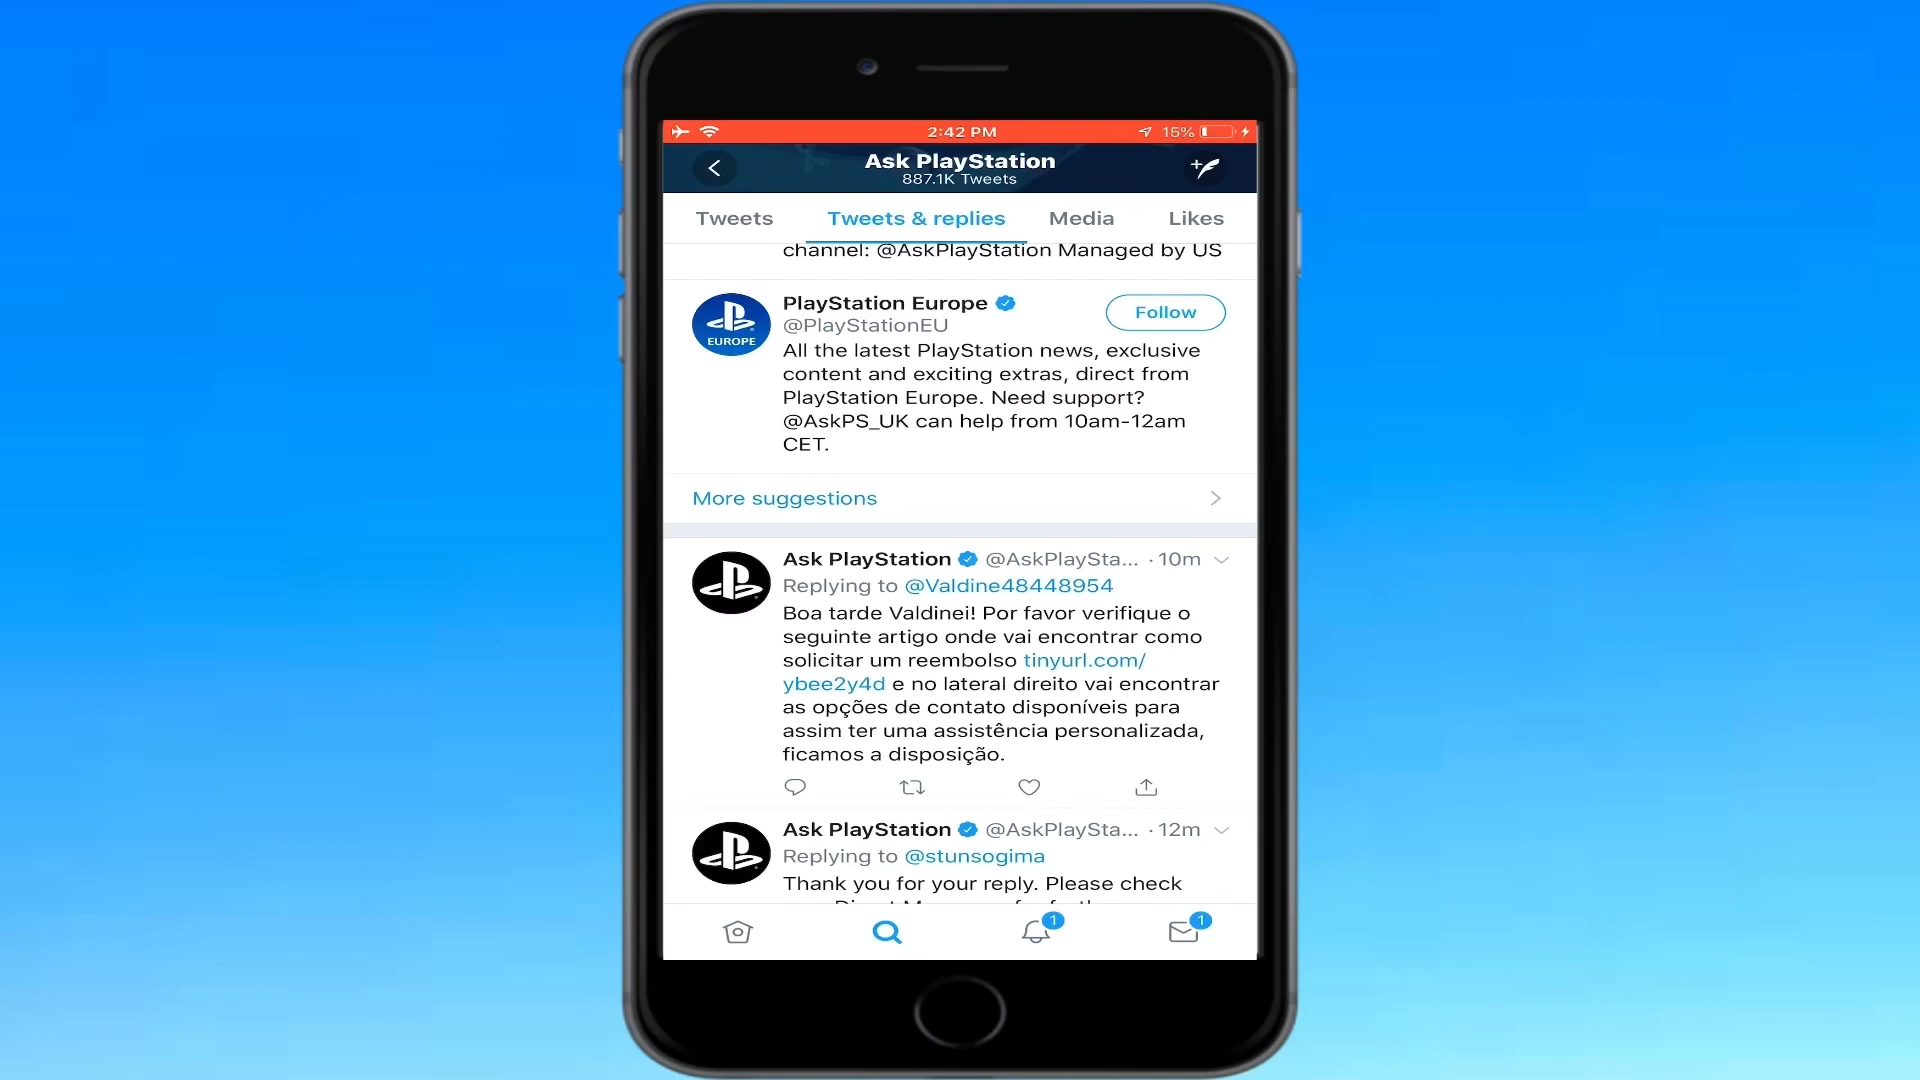 2:42 PM
15%
Ask PlayStation
887.1K Tweets
Tweets
Tweets & replies
Media
Likes
channel: @AskPlayStation Managed by US
PlayStation Europe
Follow
@PlayStationEU
EUROPE
All the latest PlayStation news, exclusive
content and exciting extras, direct from
PlayStation Europe. Need support?
@AskPS_UK can help from 10am-12am
CET.
More suggestions
Ask PlayStation @AskPlaySta... · 10m
Replying to @Valdine48448954
Boa tarde Valdinei! Por favor verifique o
seguinte artigo onde vai encontrar como
solicitar um reembolso tinyurl.com/
ybee2y4d e no lateral direito vai encontrar
as opções de contato disponíveis para
assim ter uma assistência personalizada,
ficamos a disposição.
Ask PlayStation @AskPlaySta... · 12m
Replying to @stunsogima
Thank you for your reply. Please check
1
1